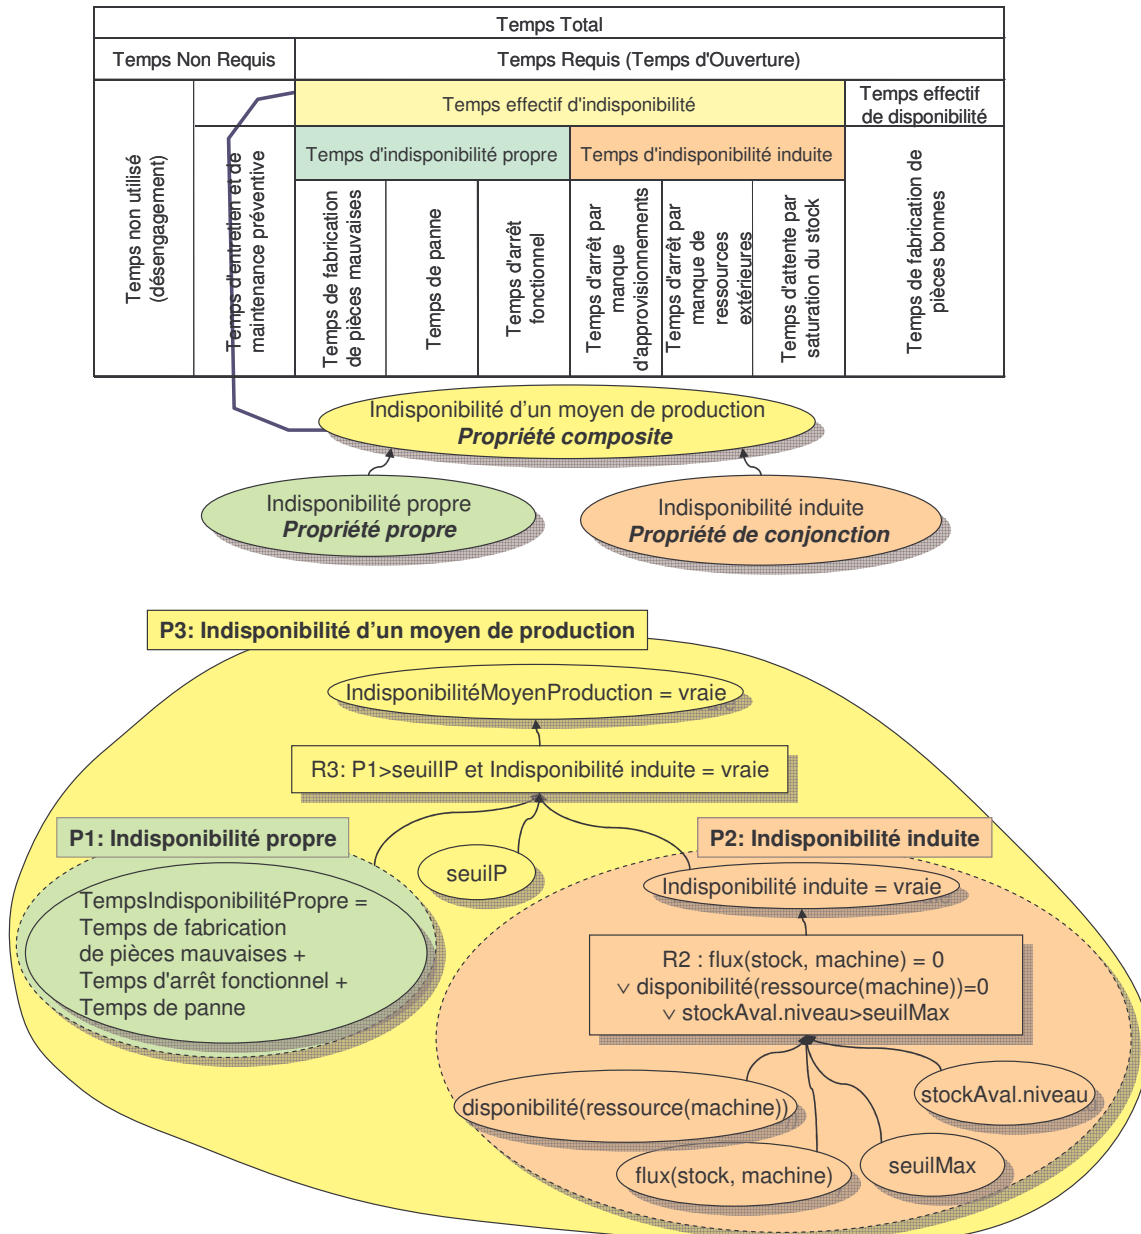 Temps Total
Temps Non Requis
Temps Requis (Temps d'Ouverture)
Temps effectif d'indisponibilité
Temps effectif
de disponibilité
Temps d'indisponibilité propre
Temps d'indisponibilité induite
Temps non utilisé
(désengagement)
Temps d'entretien et de
maintenance préventive
Temps de fabrication
de pièces mauvaises
Temps de panne
Temps d'arrêt
fonctionnel
Temps d'arrêt par
manque
d'approvisionnements
Temps d'arrêt par
manque de
ressources
extérieures
Temps d'attente par
saturation du stock
Temps de fabrication de
pièces bonnes
Indisponibilité d'un moyen de production
Propriété composite
Indisponibilité propre
Propriété propre
Indisponibilité induite
Propriété de conjonction
P3: Indisponibilité d'un moyen de production
IndisponibilitéMoyenProduction = vraie
R3: P1>seuilIP et Indisponibilité induite = vraie
P1: Indisponibilité propre
P2: Indisponibilité induite
seuilP
Indisponibilité induite = vraie
TempsIndisponibilitéPropre =
Temps de fabrication
de pièces mauvaises +
Temps d'arrêt fonctionnel +
Temps de panne
R2 : flux(stock, machine) = 0
∨ disponibilité(ressource(machine))=0
∨ stockAval.niveau>seuilMax
stockAval.niveau
disponibilité(ressource(machine))
seuilMax
flux(stock, machine)